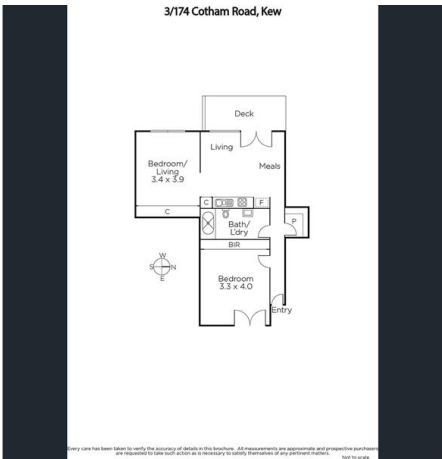 3/174 Cotham Road, Kew
Deck
Living
Bedroom/
Living
3.4 x 3.9
Meals
C
C
F
P
Bath/
L'dry
BIR
W
S
N
E
Bedroom
3.3 x 4.0
Entry
Every care has been taken to verify the accuracy of details in this brochure. All measurements are approximate and prospective purchasers
are requested to take such action as is necessary to satisfy themselves of any pertinent matters.
Not to scale